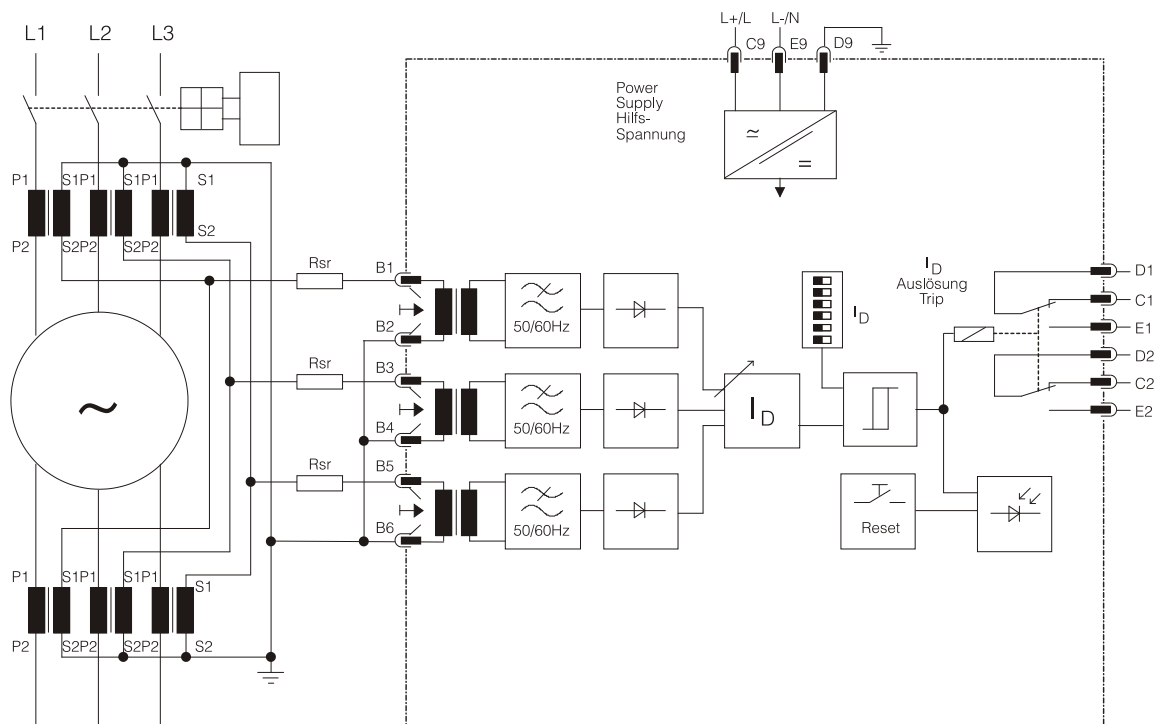 L+/L L-/N
C9 E9 D9
L1 L2 L3
Power
Supply
Hilfs-
Spannung
≃
=
P1 S1P1 S1P1 S1
P2 S2P2 S2P2 S2
Rsr B1
B2
50/60Hz
I_D
I_D
Auslösung
Trip
D1
C1
E1
D2
C2
E2
Rsr B3
B4
50/60Hz
I_D
~
Rsr B5
B6
50/60Hz
Reset
P1 S1P1 S1P1 S1
P2 S2P2 S2P2 S2